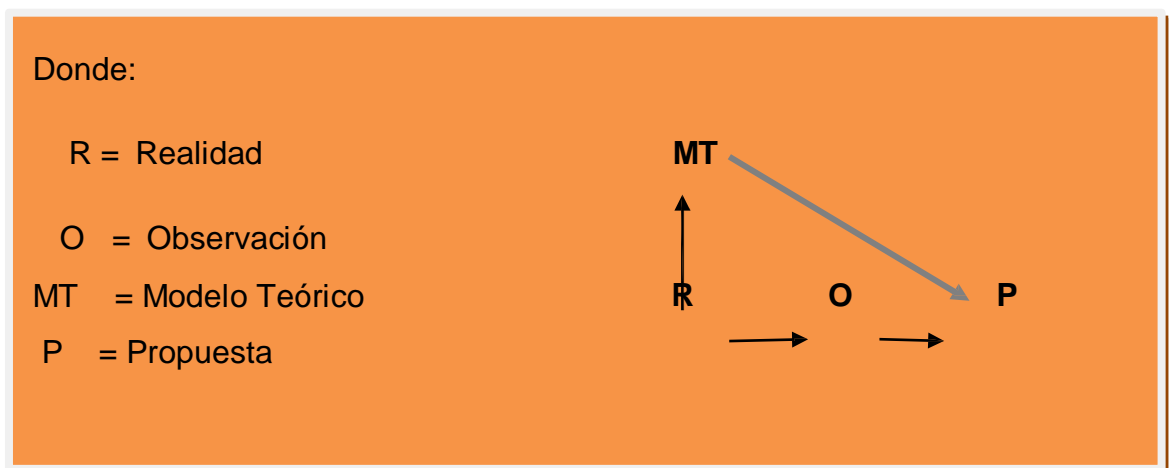 Donde:
R = Realidad
O = Observación
MT = Modelo Teórico
P = Propuesta
MT
R O P